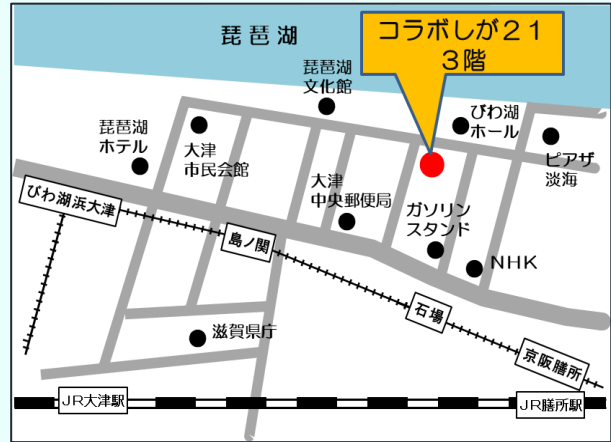 琵琶湖
コラボしが21
3階
琵琶湖
文化館
びわ湖
ホール
琵琶湖
ホテル
大津
市民会館
ピアザ
淡海
大津
中央郵便局
ガソリン
スタンド
びわ湖浜大津
島ノ関
NHK
石場
滋賀県庁
京阪膳所
JR大津駅
JR膳所駅